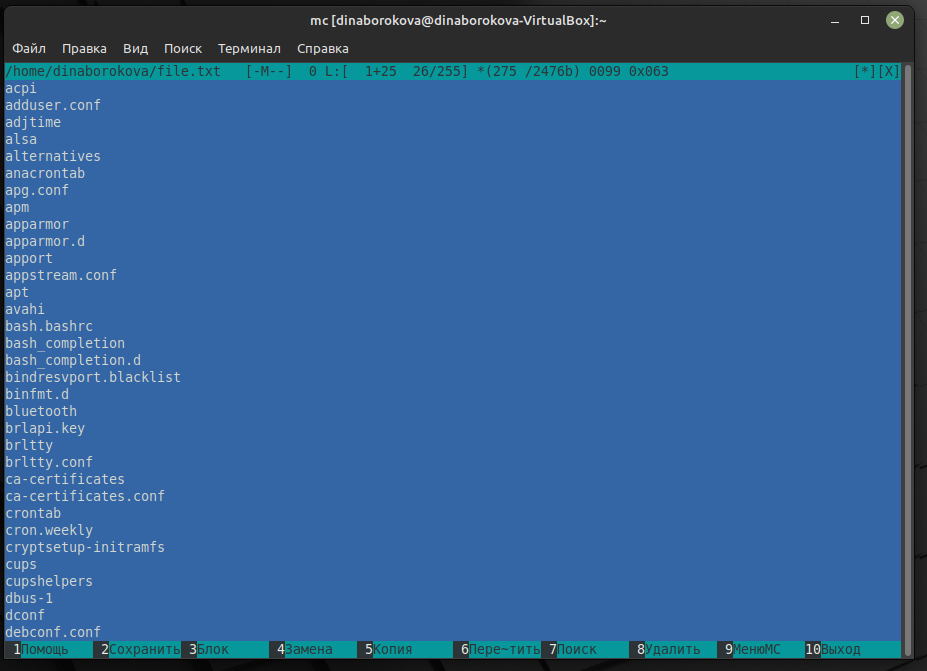 mc [dinaborokova@dinaborokova-VirtualBox]:~
Файл Правка Вид Поиск Терминал Справка
/home/dinaborokova/file.txt [-M--] 0 L:[ 1+25 26/255] *(275 /2476b) 0099 0x063 [*][X]
acpi
adduser.conf
adjtime
alsa
alternatives
anacrontab
apg.conf
apm
apparmor
apparmor.d
apport
appstream.conf
apt
avahi
bash.bashrc
bash_completion
bash_completion.d
bindresvport.blacklist
binfmt.d
bluetooth
brlapi.key
brltty
brltty.conf
ca-certificates
ca-certificates.conf
crontab
cron.weekly
cryptsetup-initramfs
cups
cupshelpers
dbus-1
dconf
debconf.conf
1Помощь 2Сохранить 3Блок 4Замена 5Копия 6Пере~тить 7Поиск 8Удалить 9МенюMC 10Выход